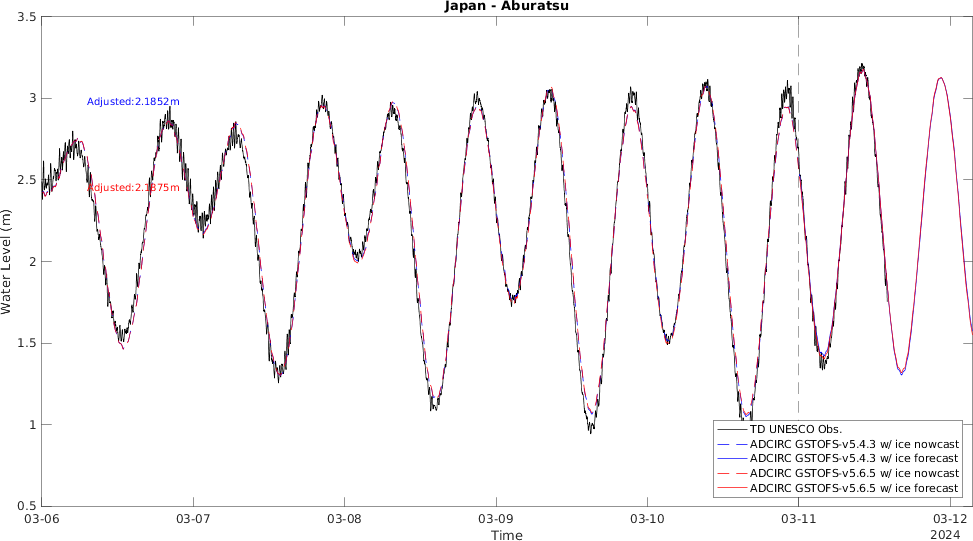 Japan - Aburatsu
3.5
3
2.5
2
1.5
1
0.5
Water Level (m)
Adjusted:2.1852m
Adjusted:2.1875m
TD UNESCO Obs.
ADCIRC GSTOFS-v5.4.3 w/ ice nowcast
ADCIRC GSTOFS-v5.4.3 w/ ice forecast
ADCIRC GSTOFS-v5.6.5 w/ ice nowcast
ADCIRC GSTOFS-v5.6.5 w/ ice forecast
03-06 03-07 03-08 03-09 03-10 03-11 03-12
Time
2024